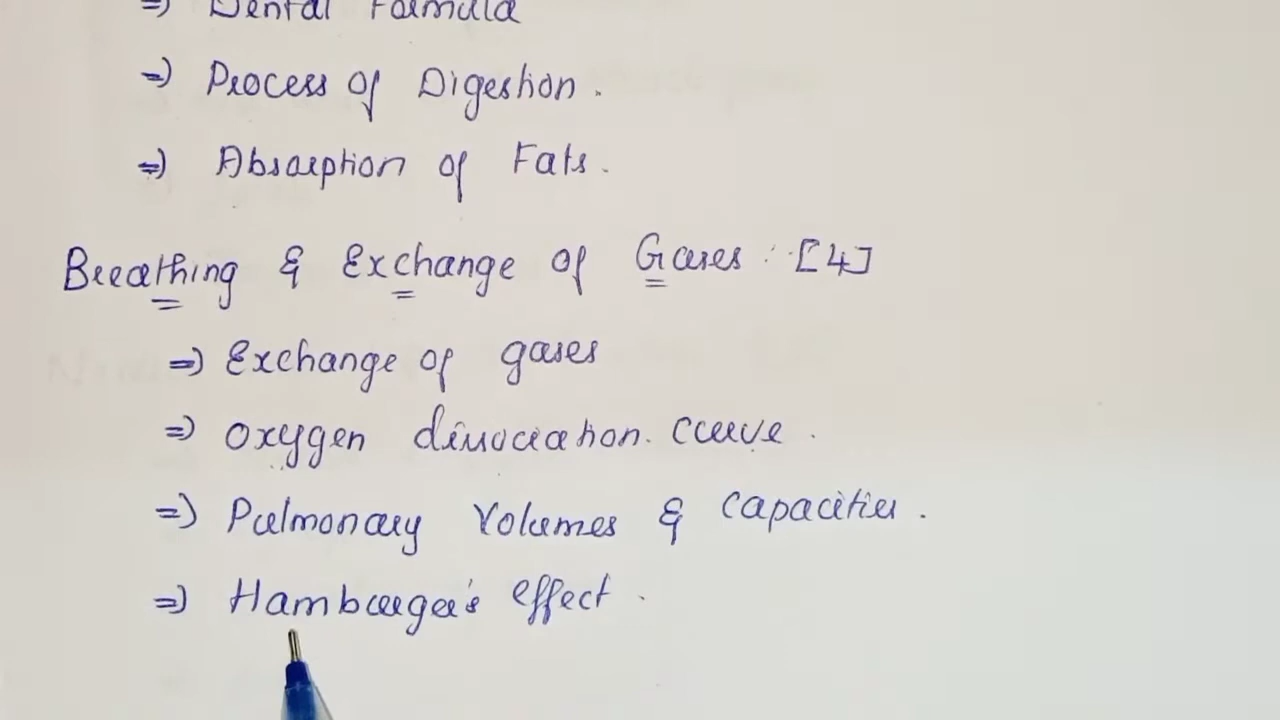 =) Dental Formula
=) Process of Digestion.
=) Absorption of Fats.
Breathing & Exchange of Gases: [4]
=) Exchange of gases
=) Oxygen dissociation curve.
=) Pulmonary Volumes & capacities.
=) Hamburger's effect.